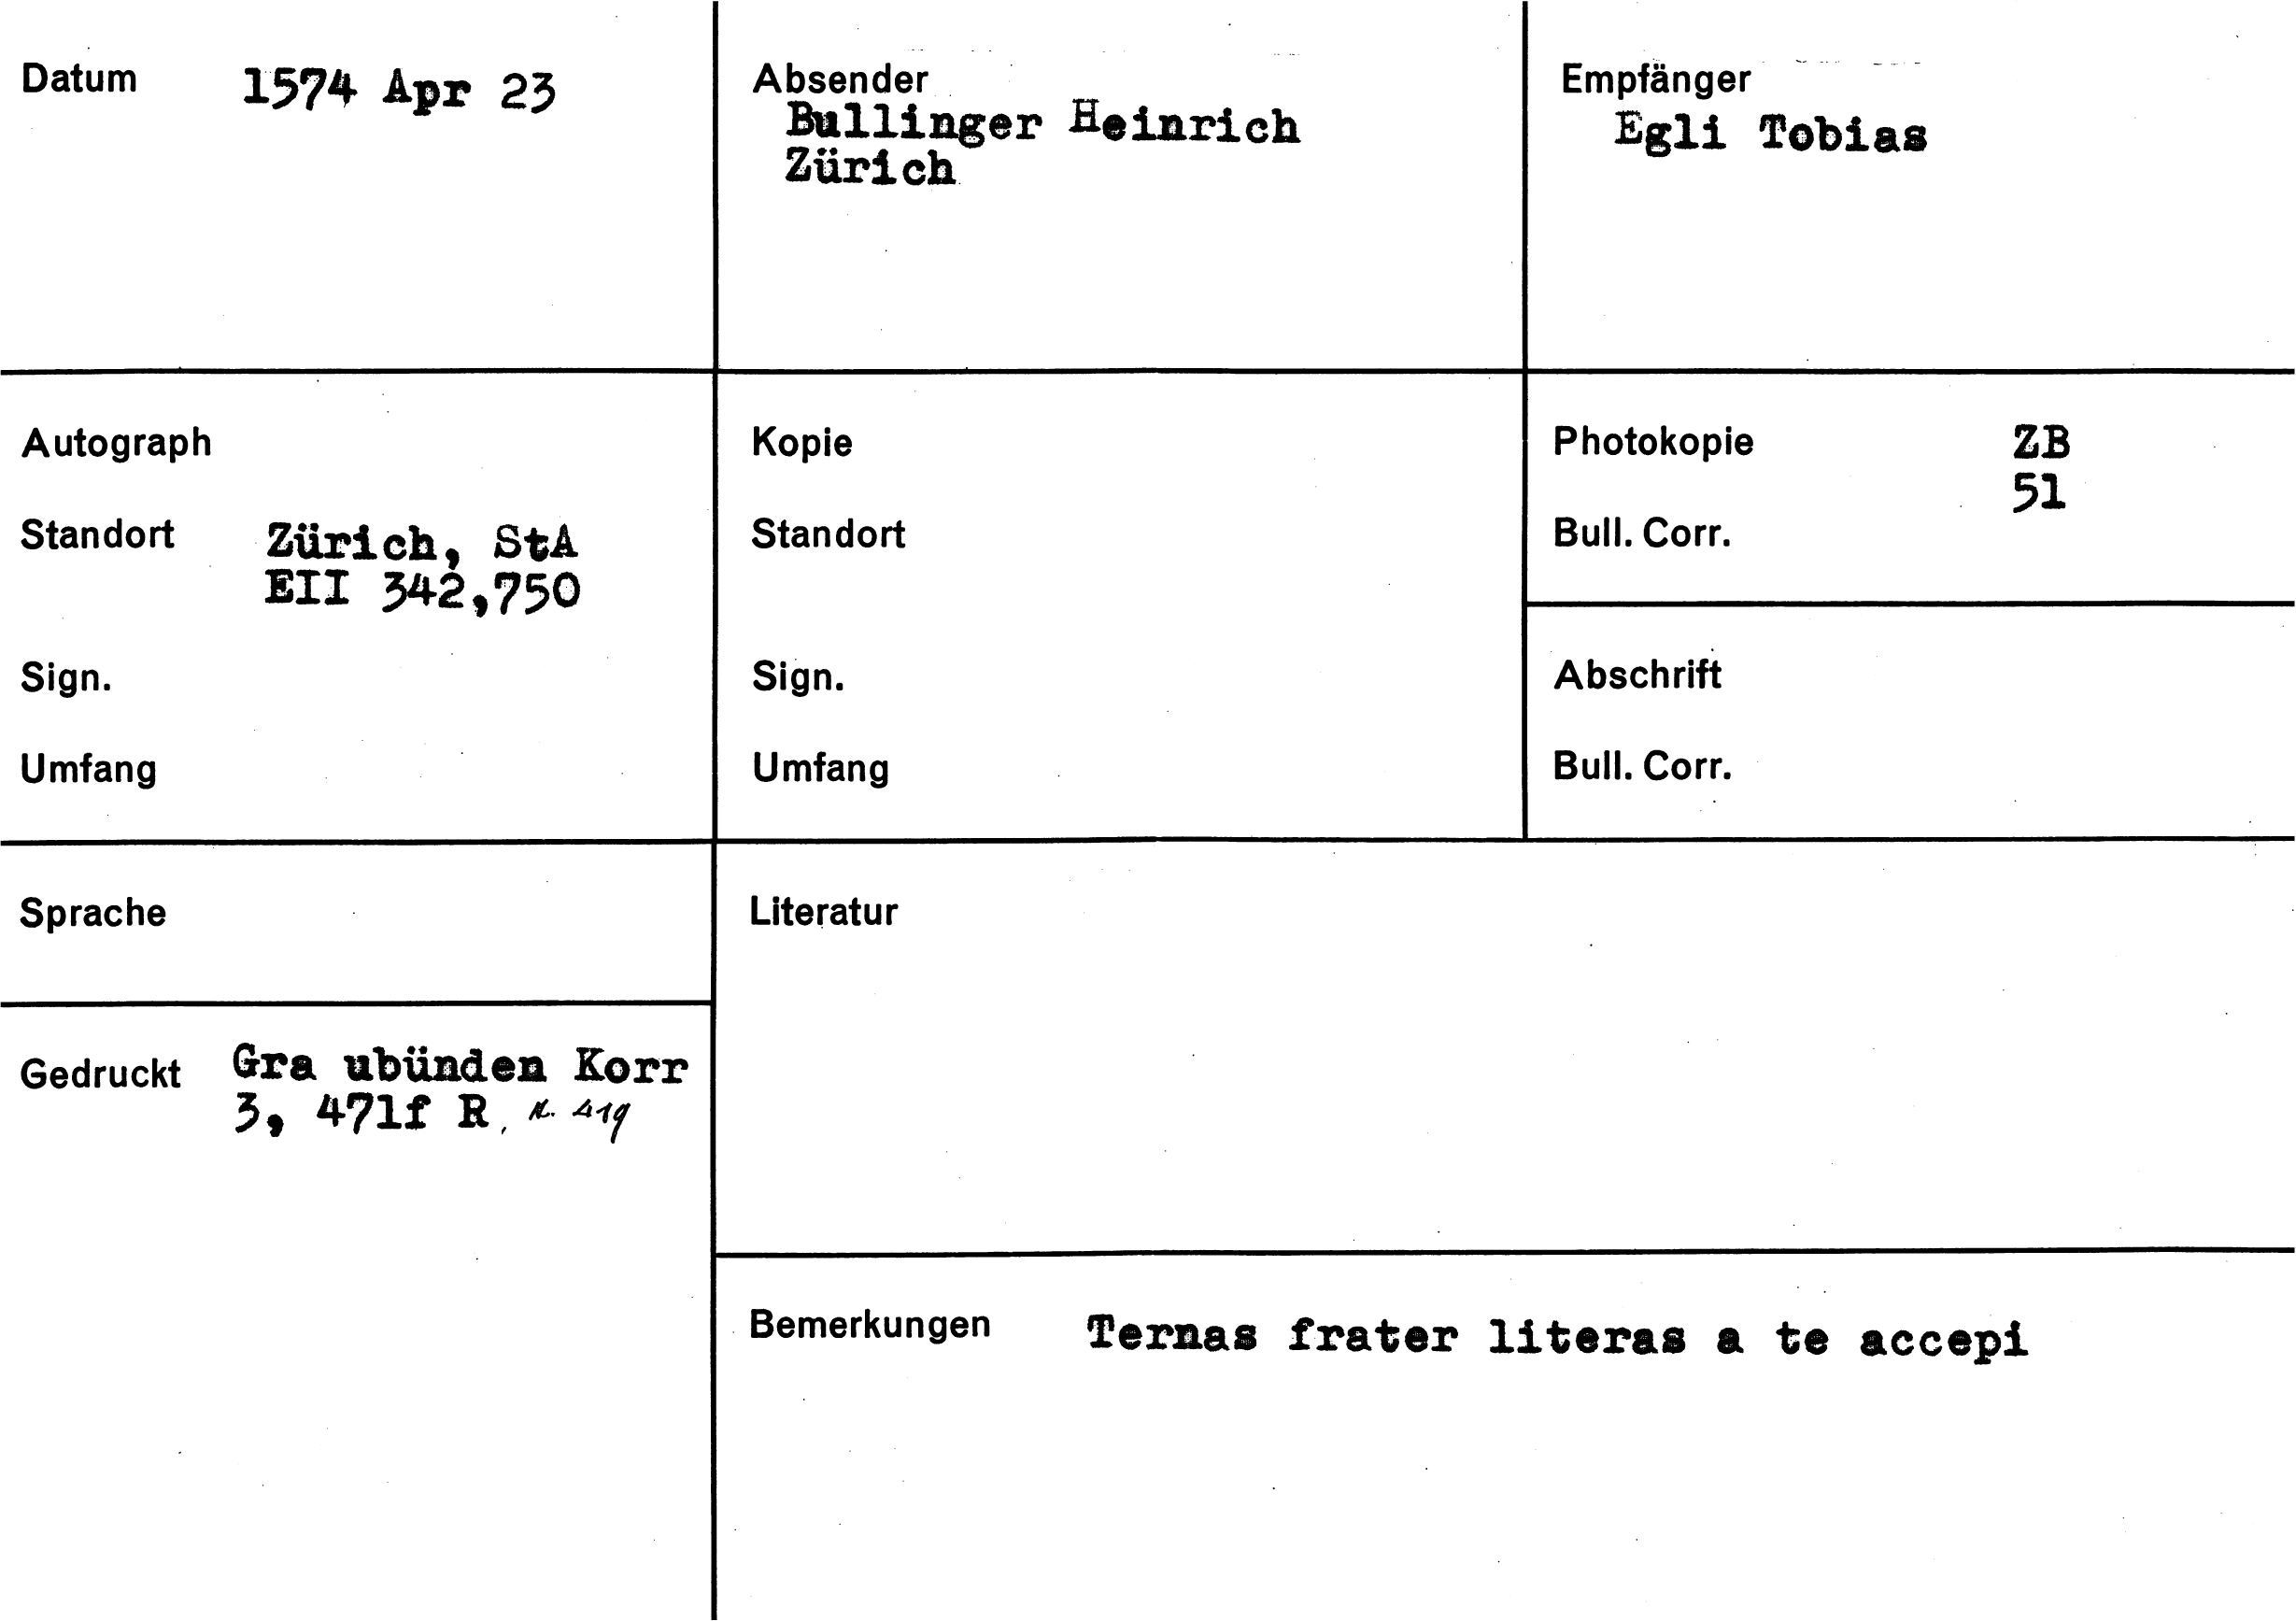 Datum 1574 Apr 23
Absender
Bullinger Heinrich
Zürich
Empfänger
Egli Tobias
Autograph
Standort Zürich, StA
EII 342,750
Sign.
Umfang
Kopie
Standort
Sign.
Umfang
Photokopie ZB
51
Bull. Corr.
Abschrift
Bull. Corr.
Sprache
Literatur
Gedruckt Gra ubünden Korr
3, 471f R, n. 419
Bemerkungen Ternas frater literas a te accepi